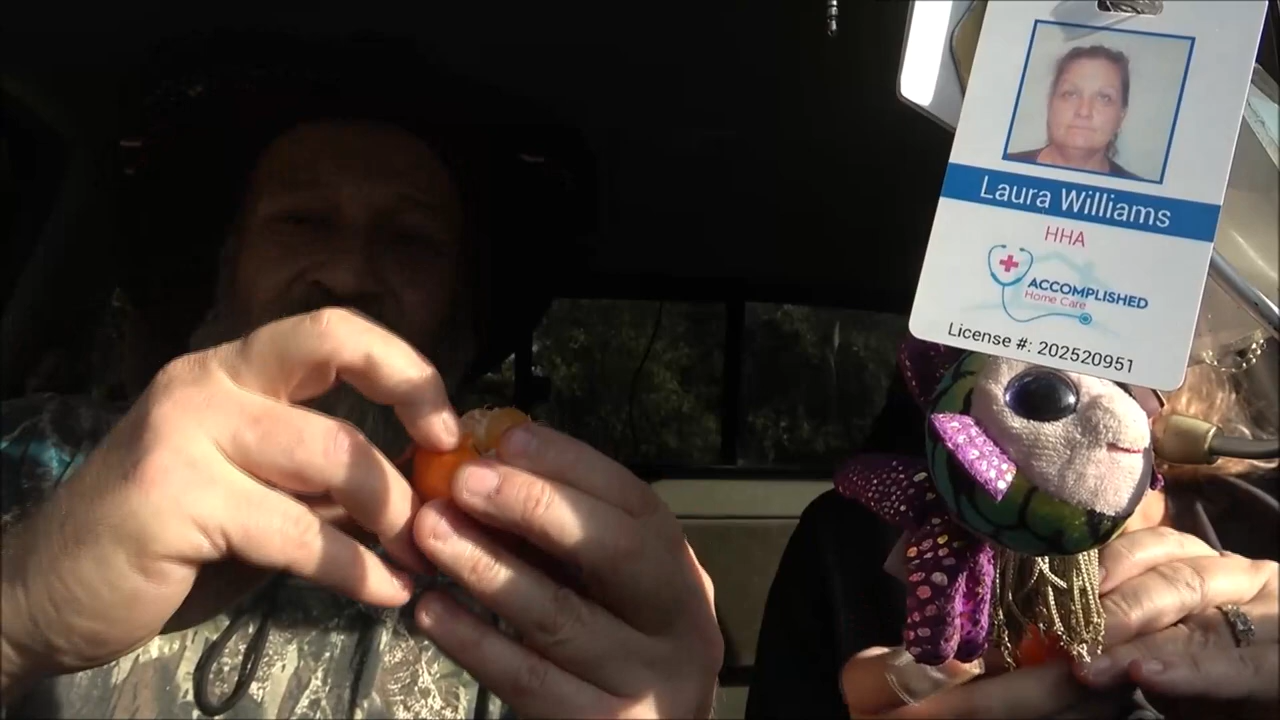 Laura Williams
HHA
ACCOMPLISHED
Home Care
License #: 202520951